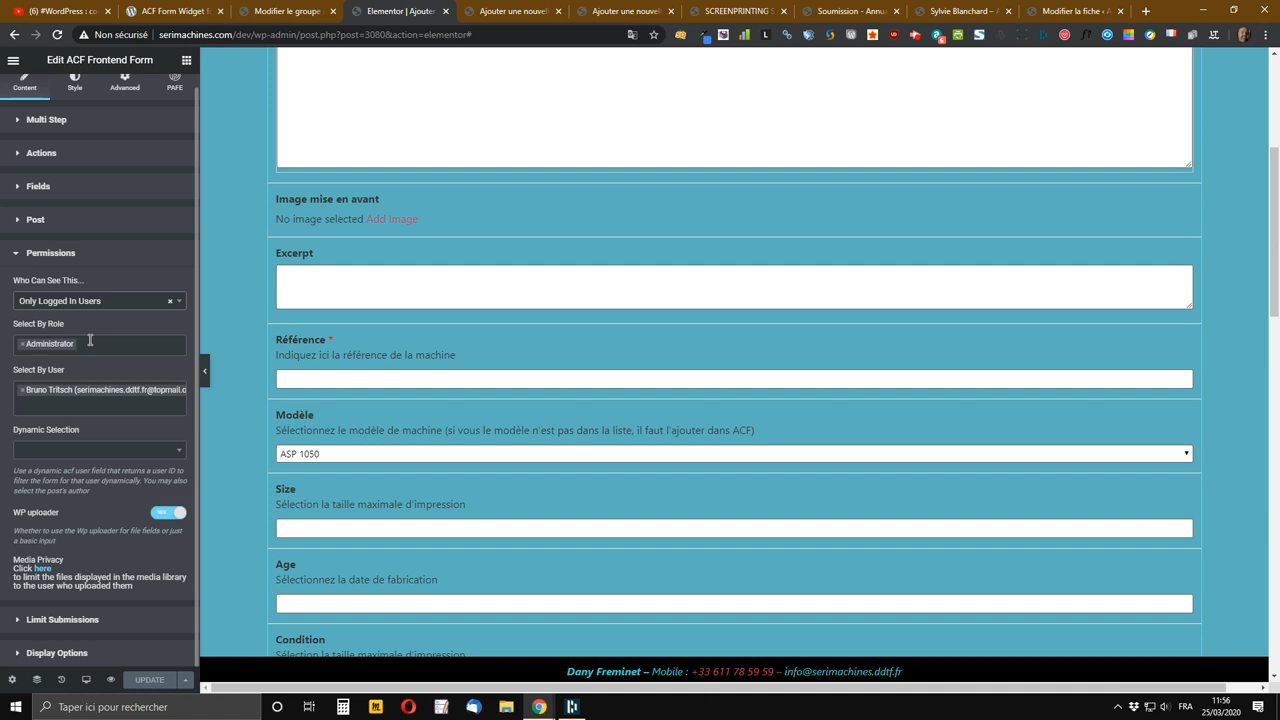 (6) #WordPress : c
ACF Form Widget f
Modifier le groupe
Elementor | Ajoute
Ajouter une nouvel
Ajouter une nouvel
SCREENPRINTING S
Soumission - Annu
Sylvie Blanchard - A
Modifier la fiche « A
Non sécurisé serimachines.com/dev/wp-admin/post.php?post=3080&action=elementor#
Edit ACF Frontend Form
Content Style Advanced PAFE
Multi Step
Actions
Fields
Post
Permissions
Who Can See This...
Only Logged In Users
Select By Role
× Administrator
Select By User
× Bruno Tritsch (serimachines.ddtf.fr@topmail.c
Dynamic Selection
Use a dynamic acf user field that returns a user ID to
filter the form for that user dynamically. You may also
select the post's author
WP uploader
YES
Whether to use the Wp uploader for file fields or just
a basic input
Media Privacy
Click here
to limit the files displayed in the media library
to the user who uploaded them
Limit Submissions
Display Options
UPDATE
Image mise en avant
No image selected Add Image
Excerpt
Référence *
Indiquez ici la référence de la machine
Modèle
Sélectionnez le modèle de machine (si vous le modèle n'est pas dans la liste, il faut l'ajouter dans ACF)
ASP 1050
Size
Sélection la taille maximale d'impression
Age
Sélectionnez la date de fabrication
Condition
Sélection la taille maximale d'impression
Dany Freminet – Mobile : +33 611 78 59 59 – info@serimachines.ddtf.fr
Taper ici pour rechercher
FRA
11:56
25/03/2020